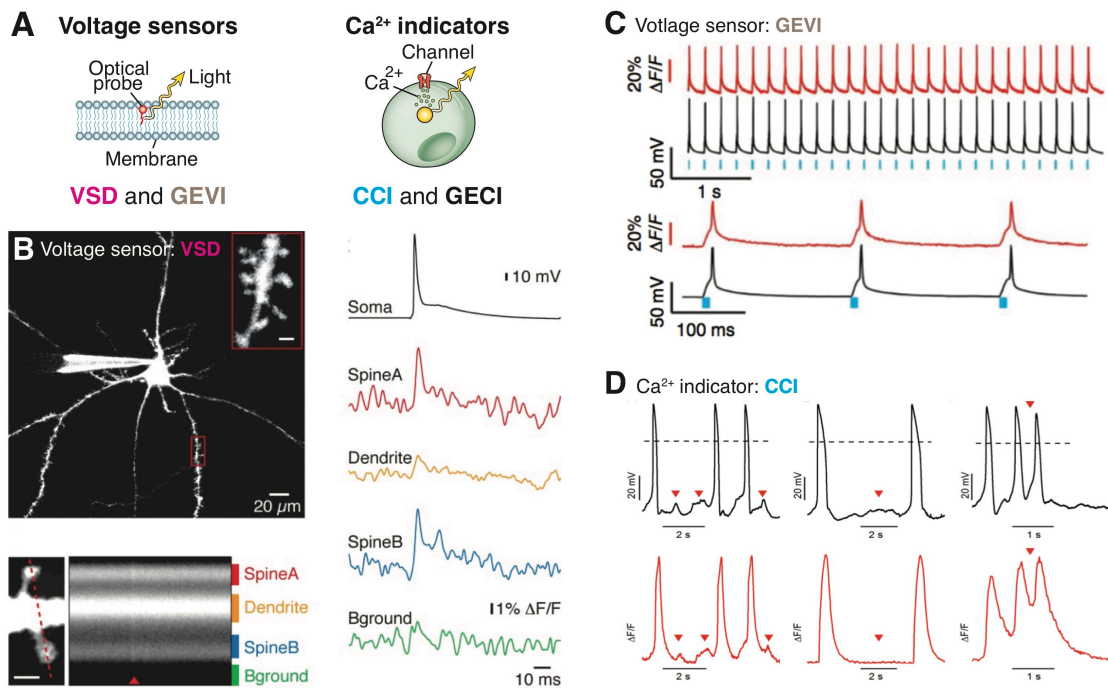 A Voltage sensors
Optical
probe
Light
Membrane
VSD and GEVI
Ca2+ indicators
Channel
Ca2+
CCI and GECI
B Voltage sensor: VSD
20 µm
SpineA
Dendrite
SpineB
Bground
10 mV
Soma
SpineA
Dendrite
SpineB
1% ΔF/F
Bground
10 ms
C Votlage sensor: GEVI
20%
ΔF/F
50 mV
1 s
20%
ΔF/F
50 mV
100 ms
D Ca2+ indicator: CCI
20 mV
2 s
20 mV
2 s
20 mV
1 s
ΔF/F
2 s
ΔF/F
2 s
ΔF/F
1 s